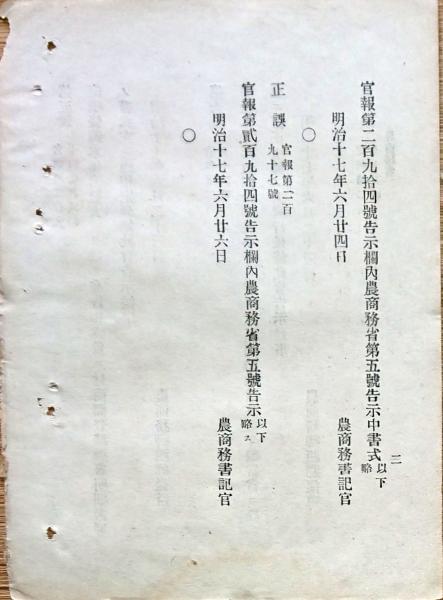 二
官報第二百九拾四號告示欄內農商務省第五號告示中書式以下略
明治十七年六月廿四日
農商務書記官
○
正誤 官報第二百九十七號
官報第貳百九拾四號告示欄內農商務省第五號告示以下略ス
明治十七年六月廿六日
農商務書記官
○